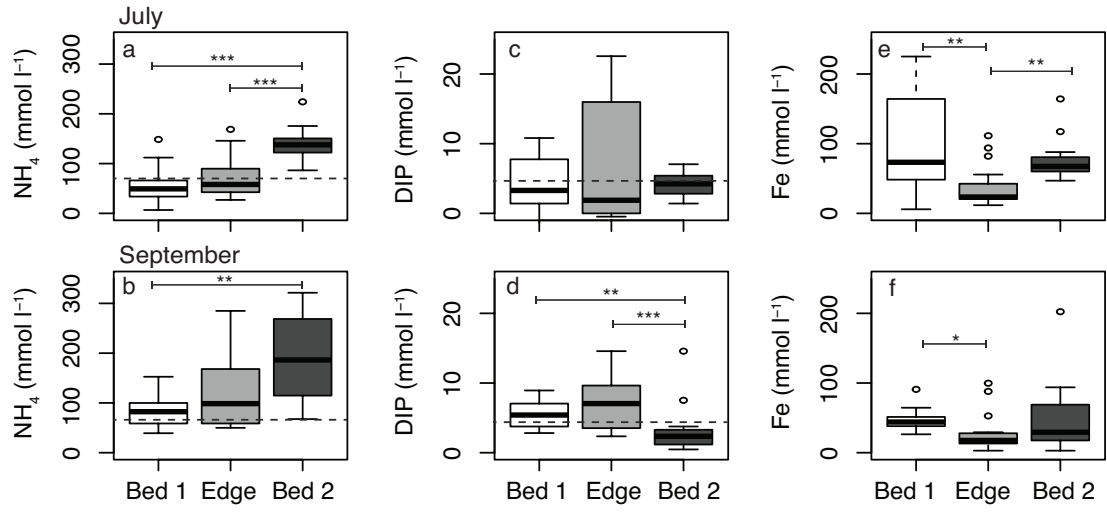 July
a
NH₄ (mmol l⁻¹)
300
200
100
0
***
***
c
DIP (mmol l⁻¹)
20
10
0
e
Fe (mmol l⁻¹)
200
100
0
**
**
September
b
NH₄ (mmol l⁻¹)
300
200
100
0
**
Bed 1 Edge Bed 2
d
DIP (mmol l⁻¹)
20
10
0
**
***
Bed 1 Edge Bed 2
f
Fe (mmol l⁻¹)
200
100
0
*
Bed 1 Edge Bed 2